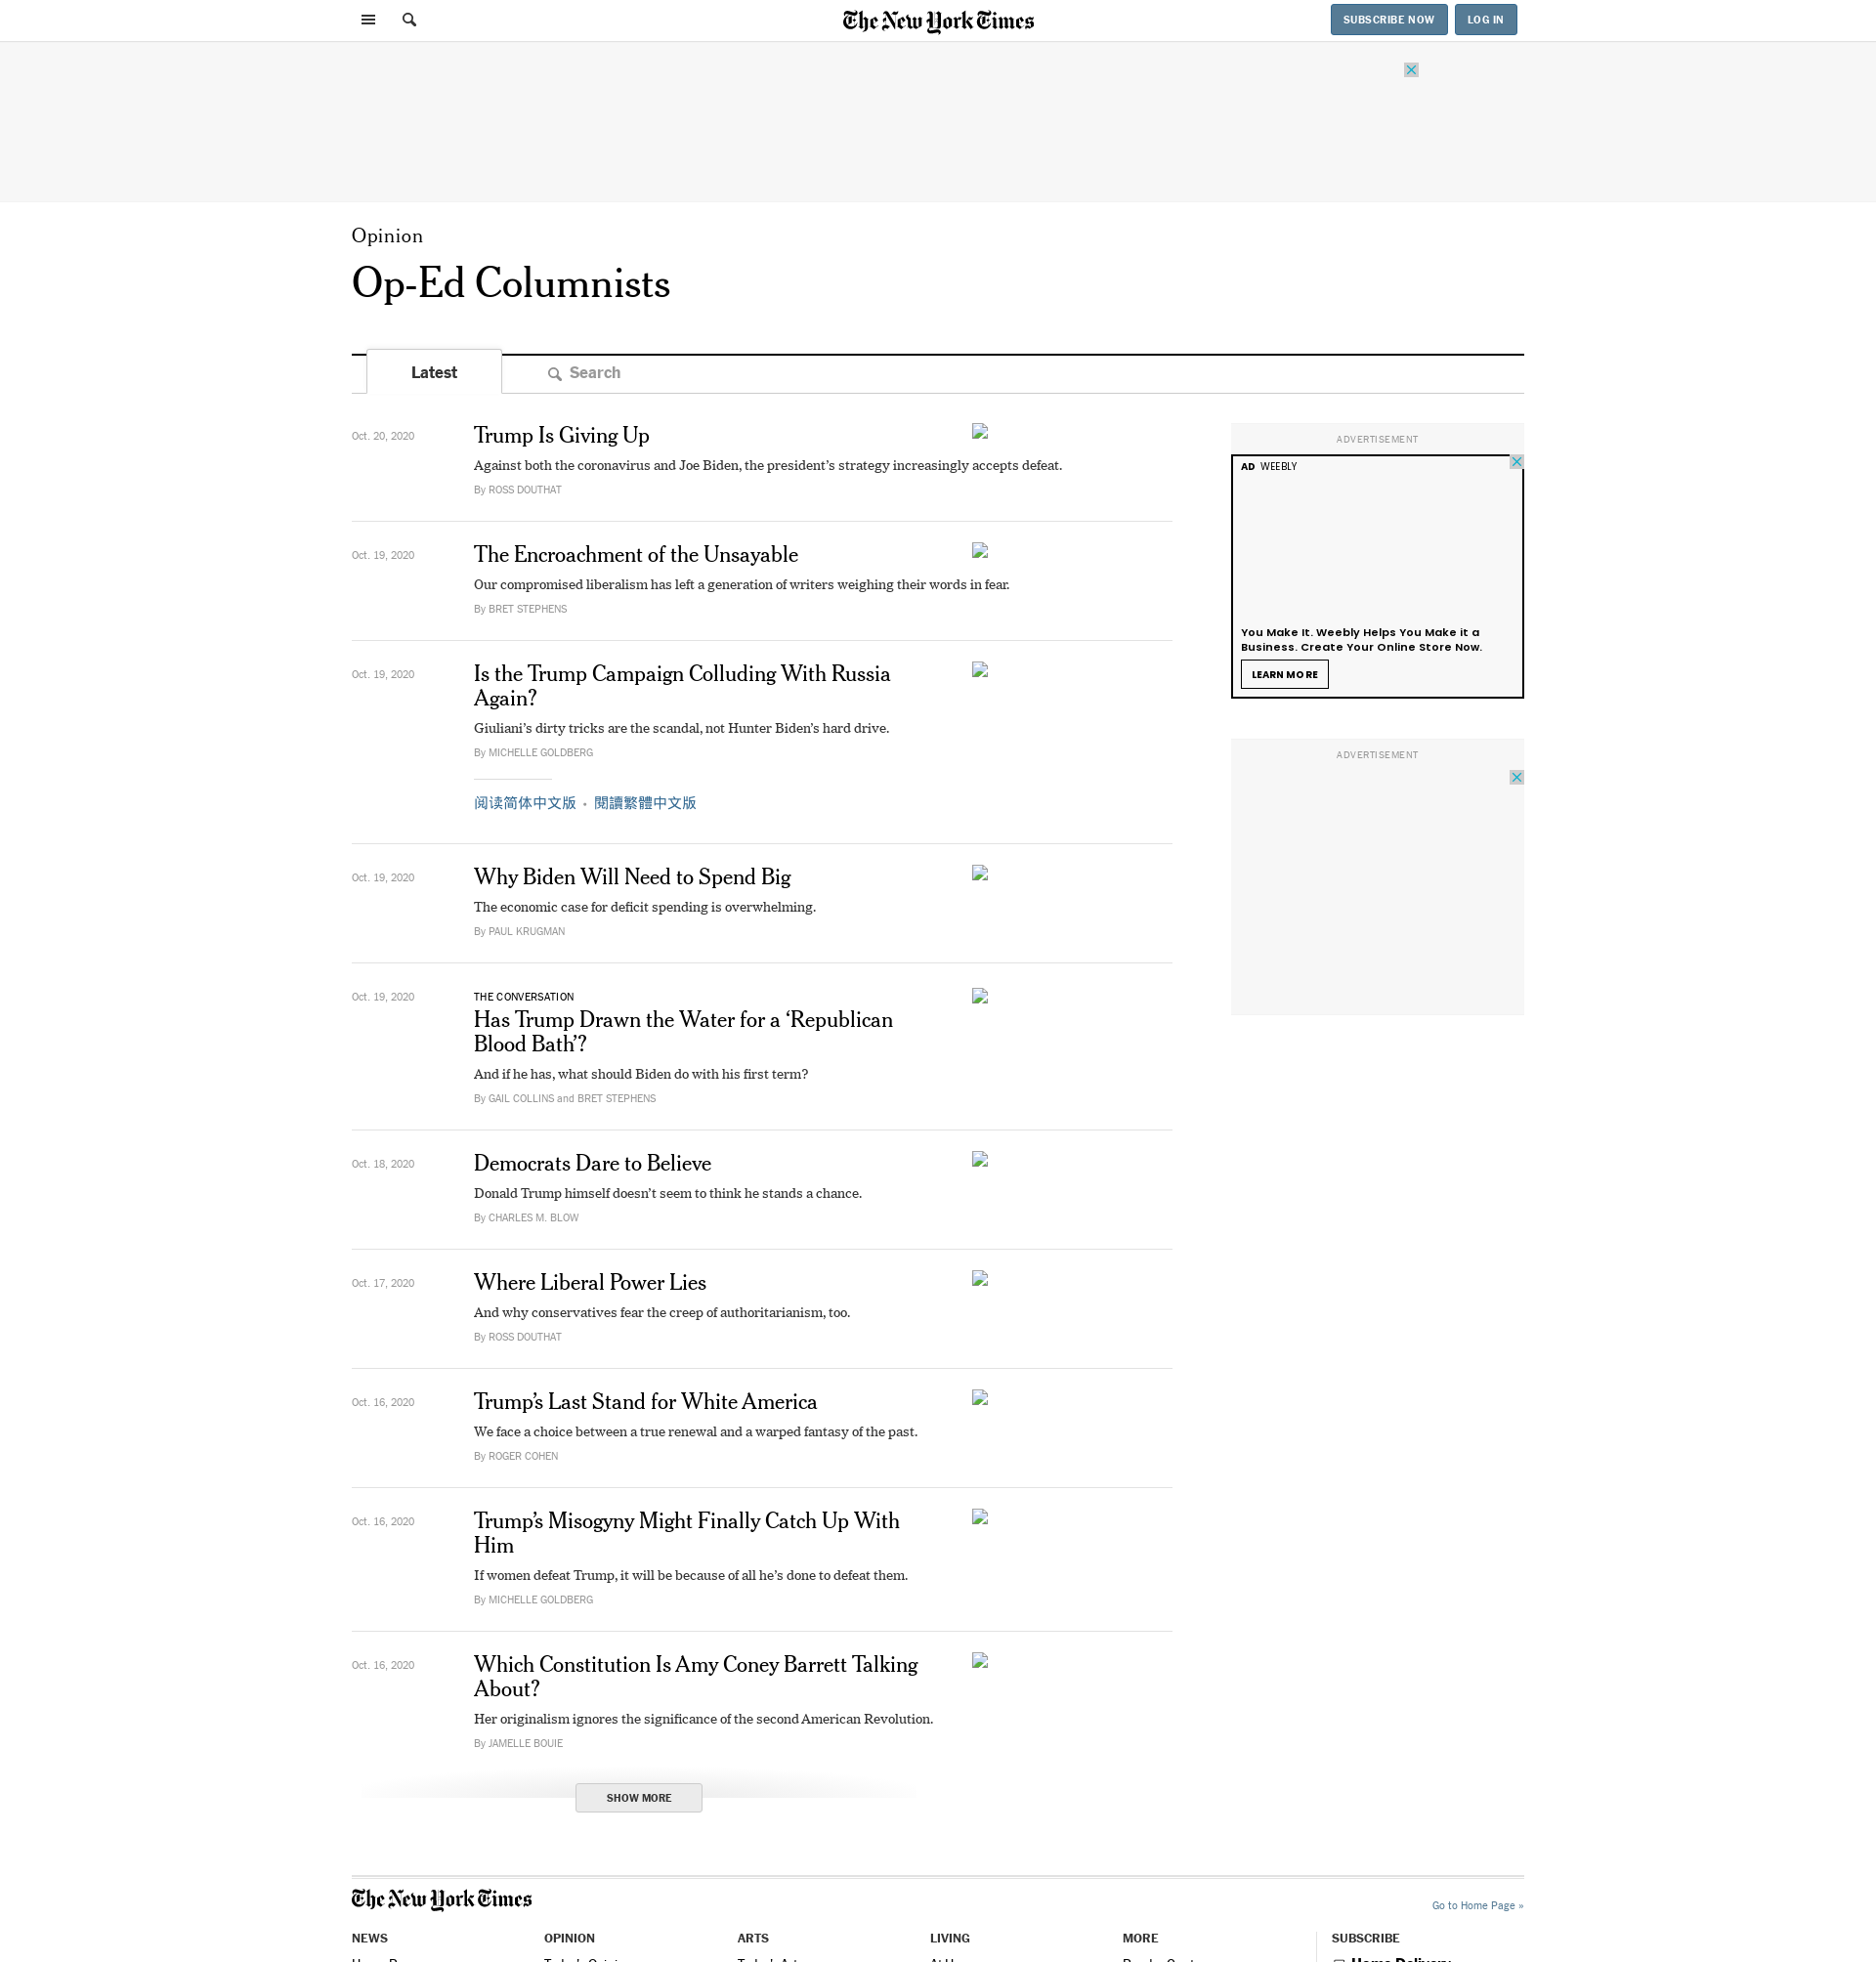 The New York Times
SUBSCRIBE NOW
LOG IN
Opinion
Op-Ed Columnists
Latest
Search
Oct. 20, 2020
Trump Is Giving Up
Against both the coronavirus and Joe Biden, the president’s strategy increasingly accepts defeat.
By ROSS DOUTHAT
Oct. 19, 2020
The Encroachment of the Unsayable
Our compromised liberalism has left a generation of writers weighing their words in fear.
By BRET STEPHENS
Oct. 19, 2020
Is the Trump Campaign Colluding With Russia
Again?
Giuliani’s dirty tricks are the scandal, not Hunter Biden’s hard drive.
By MICHELLE GOLDBERG
阅读简体中文版 • 閱讀繁體中文版
Oct. 19, 2020
Why Biden Will Need to Spend Big
The economic case for deficit spending is overwhelming.
By PAUL KRUGMAN
Oct. 19, 2020
THE CONVERSATION
Has Trump Drawn the Water for a ‘Republican
Blood Bath’?
And if he has, what should Biden do with his first term?
By GAIL COLLINS and BRET STEPHENS
Oct. 18, 2020
Democrats Dare to Believe
Donald Trump himself doesn’t seem to think he stands a chance.
By CHARLES M. BLOW
Oct. 17, 2020
Where Liberal Power Lies
And why conservatives fear the creep of authoritarianism, too.
By ROSS DOUTHAT
Oct. 16, 2020
Trump’s Last Stand for White America
We face a choice between a true renewal and a warped fantasy of the past.
By ROGER COHEN
Oct. 16, 2020
Trump’s Misogyny Might Finally Catch Up With
Him
If women defeat Trump, it will be because of all he’s done to defeat them.
By MICHELLE GOLDBERG
Oct. 16, 2020
Which Constitution Is Amy Coney Barrett Talking
About?
Her originalism ignores the significance of the second American Revolution.
By JAMELLE BOUIE
SHOW MORE
ADVERTISEMENT
AD WEEBLY
You Make It. Weebly Helps You Make it a
Business. Create Your Online Store Now.
LEARN MORE
ADVERTISEMENT
The New York Times
Go to Home Page »
NEWS
OPINION
ARTS
LIVING
MORE
SUBSCRIBE